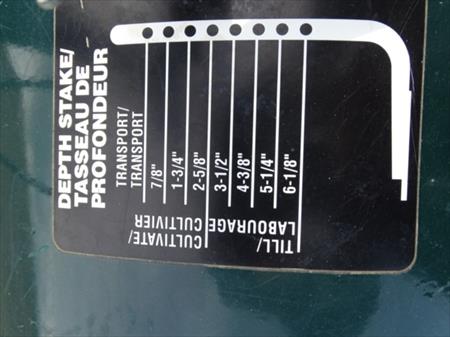 DEPTH STAKE/
TASSEAU DE
PROFONDEUR
TRANSPORT/
TRANSPORT
7/8"
1-3/4"
2-5/8"
3-1/2"
4-3/8"
5-1/4"
6-1/8"
CULTIVATE/
CULTIVIER
TILL/
LABOURAGE